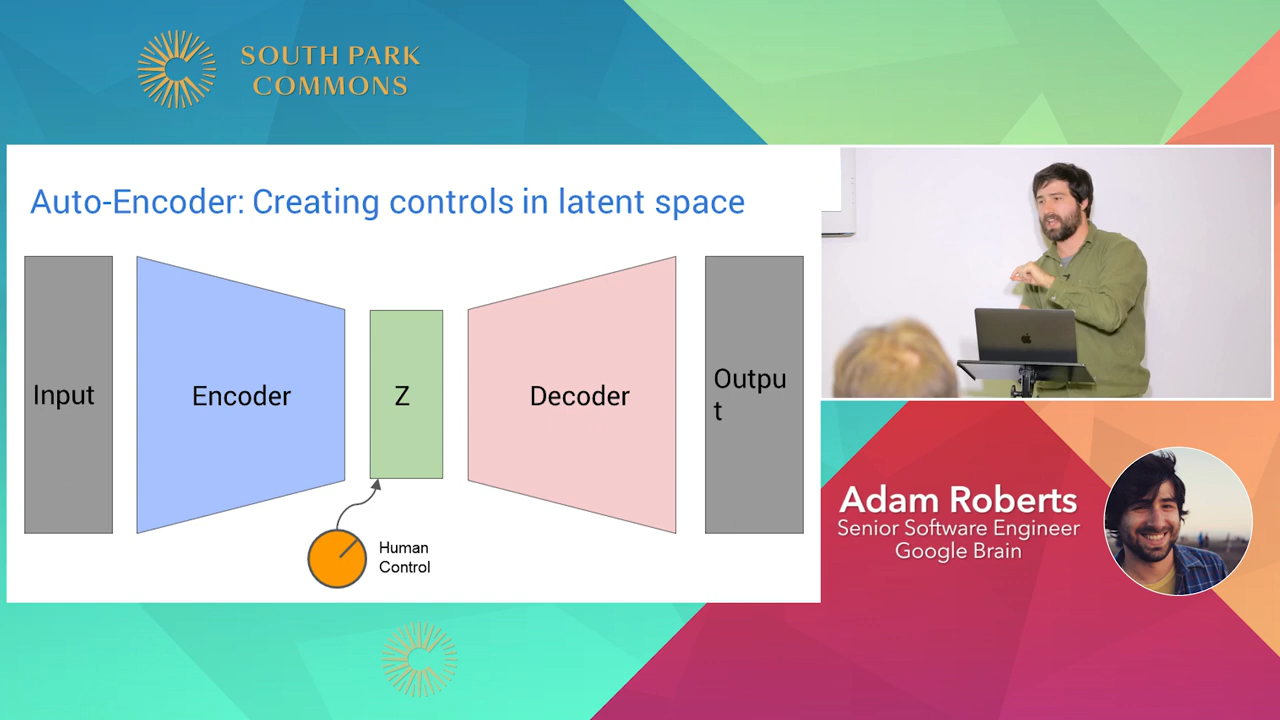 SOUTH PARK
COMMONS
Auto-Encoder: Creating controls in latent space
Input
Encoder
Z
Decoder
Outpu
t
Human
Control
Adam Roberts
Senior Software Engineer
Google Brain